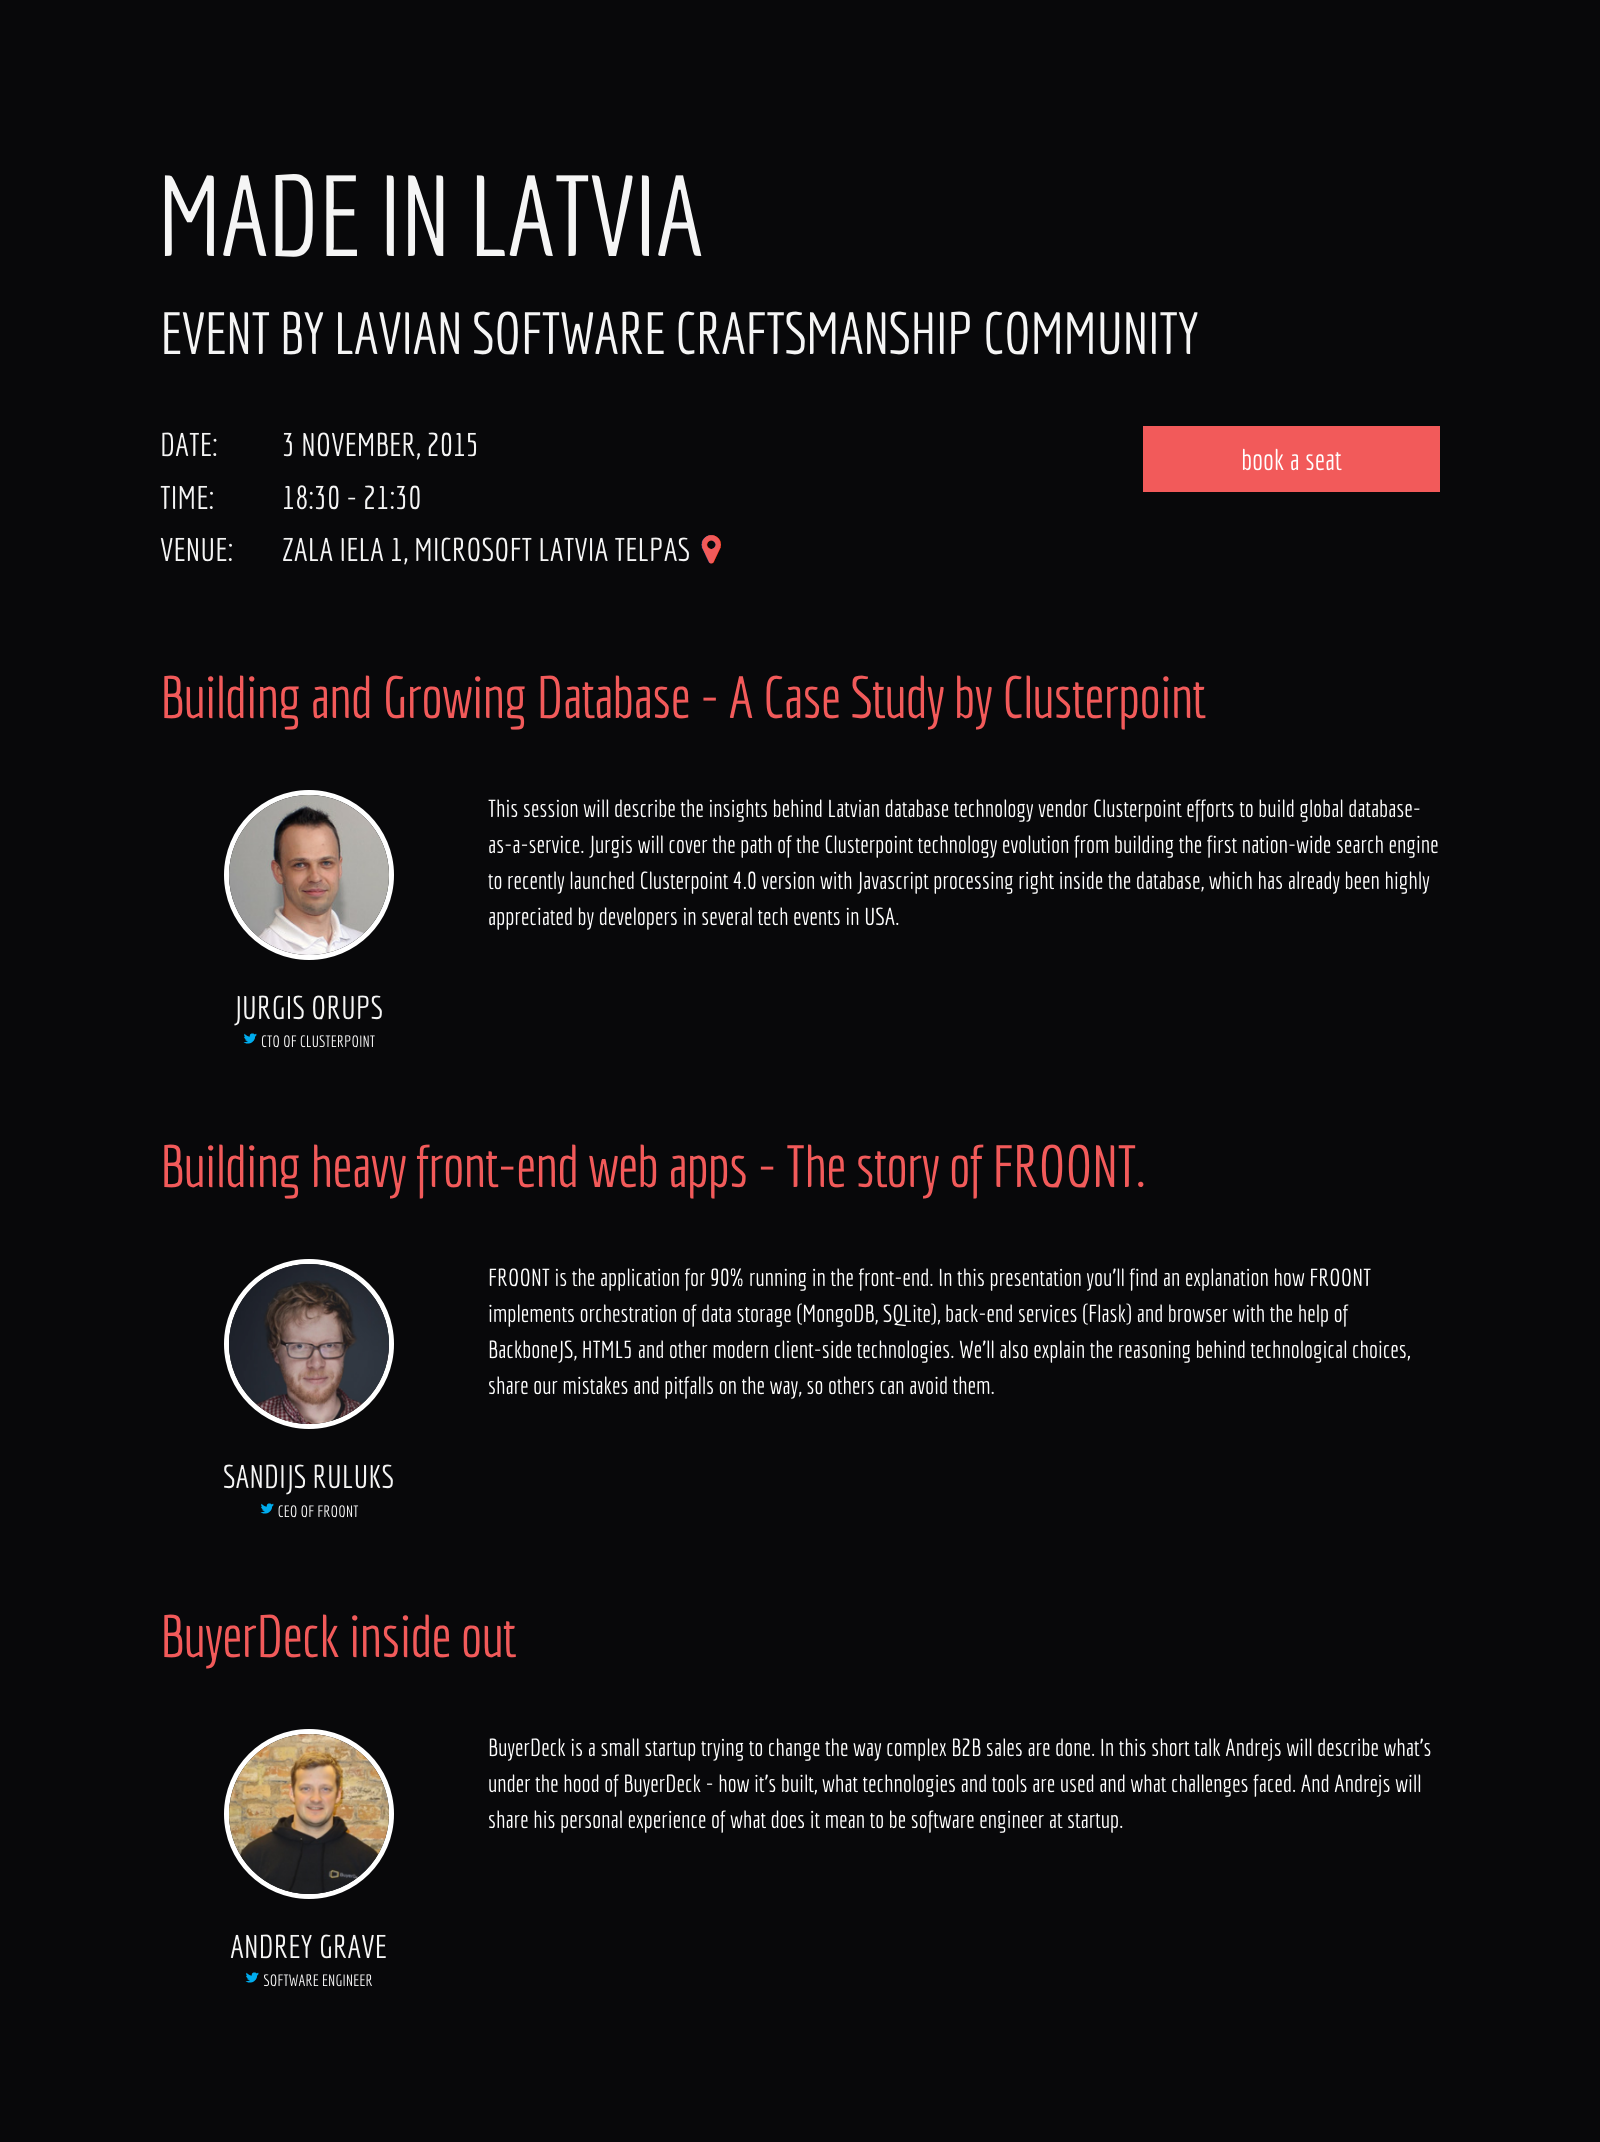 MADE IN LATVIA
EVENT BY LAVIAN SOFTWARE CRAFTSMANSHIP COMMUNITY
DATE: 3 NOVEMBER, 2015
book a seat
TIME: 18:30 - 21:30
VENUE: ZALA IELA 1, MICROSOFT LATVIA TELPAS
Building and Growing Database - A Case Study by Clusterpoint
This session will describe the insights behind Latvian database technology vendor Clusterpoint efforts to build global database-
as-a-service. Jurgis will cover the path of the Clusterpoint technology evolution from building the first nation-wide search engine
to recently launched Clusterpoint 4.0 version with Javascript processing right inside the database, which has already been highly
appreciated by developers in several tech events in USA.
JURGIS ORUPS
CTO OF CLUSTERPOINT
Building heavy front-end web apps - The story of FROONT.
FROONT is the application for 90% running in the front-end. In this presentation you'll find an explanation how FROONT
implements orchestration of data storage (MongoDB, SQLite), back-end services (Flask) and browser with the help of
BackboneJS, HTML5 and other modern client-side technologies. We'll also explain the reasoning behind technological choices,
share our mistakes and pitfalls on the way, so others can avoid them.
SANDIJS RULUKS
CEO OF FROONT
BuyerDeck inside out
BuyerDeck is a small startup trying to change the way complex B2B sales are done. In this short talk Andrejs will describe what's
under the hood of BuyerDeck - how it's built, what technologies and tools are used and what challenges faced. And Andrejs will
share his personal experience of what does it mean to be software engineer at startup.
ANDREY GRAVE
SOFTWARE ENGINEER